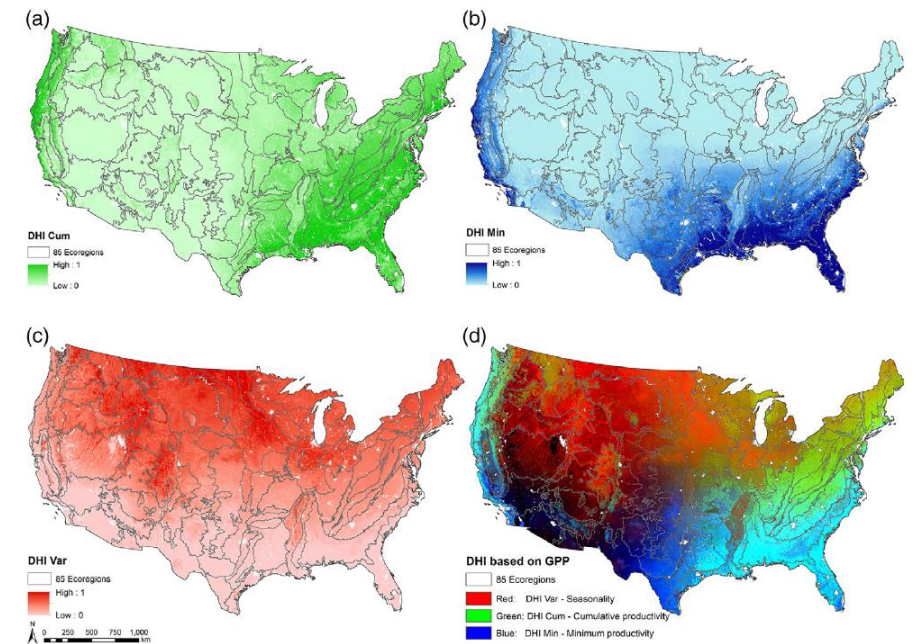 (a)
DHI Cum
85 Ecoregions
High : 1
Low : 0
(b)
DHI Min
85 Ecoregions
High : 1
Low : 0
(c)
DHI Var
85 Ecoregions
High : 1
Low : 0
N
0 250 500 1,000
km
(d)
DHI based on GPP
85 Ecoregions
Red: DHI Var - Seasonality
Green: DHI Cum - Cumulative productivity
Blue: DHI Min - Minimum productivity